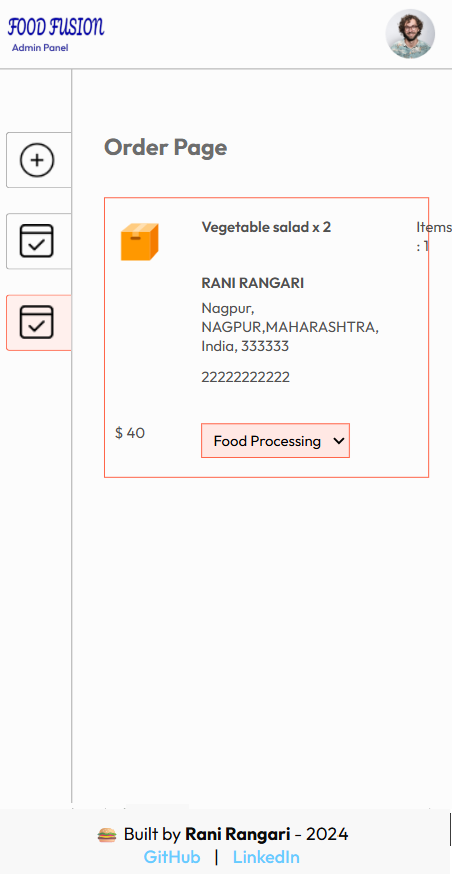 FOOD FUSION
Admin Panel
Order Page
Vegetable salad x 2
Items
: 1
RANI RANGARI
Nagpur,
NAGPUR,MAHARASHTRA,
India, 333333
22222222222
$ 40
Food Processing
Built by Rani Rangari - 2024
GitHub | LinkedIn